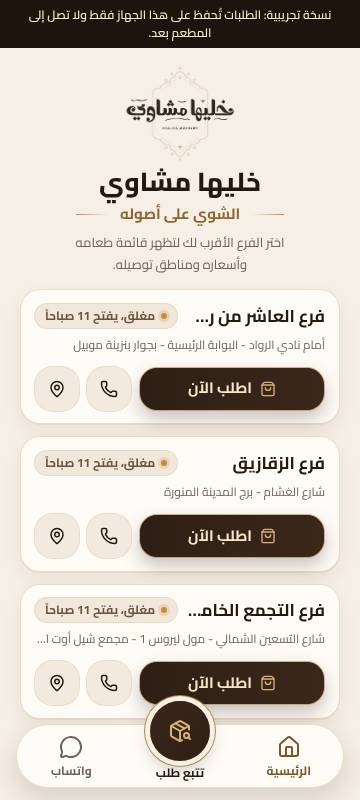 نسخة تجريبية: الطلبات تُحفظ على هذا الجهاز فقط ولا تصل إلى
المطعم بعد.
خليها مشاوي
خليها مشاوي
الشوي على أصوله
اختر الفرع الأقرب لك لتظهر قائمة طعامه
وأسعاره ومناطق توصيله.
فرع العاشر من ر...
مغلق، يفتح 11 صباحاً
أمام نادي الرواد - البوابة الرئيسية - بجوار بنزينة موبيل
اطلب الآن
فرع الزقازيق
مغلق، يفتح 11 صباحاً
شارع الغشام - برج المدينة المنورة
اطلب الآن
فرع التجمع الخام...
مغلق، يفتح 11 صباحاً
شارع التسعين الشمالي - مول ليروس 1 - مجمع شيل أوت ا...
اطلب الآن
الرئيسية
تتبع طلب
واتساب